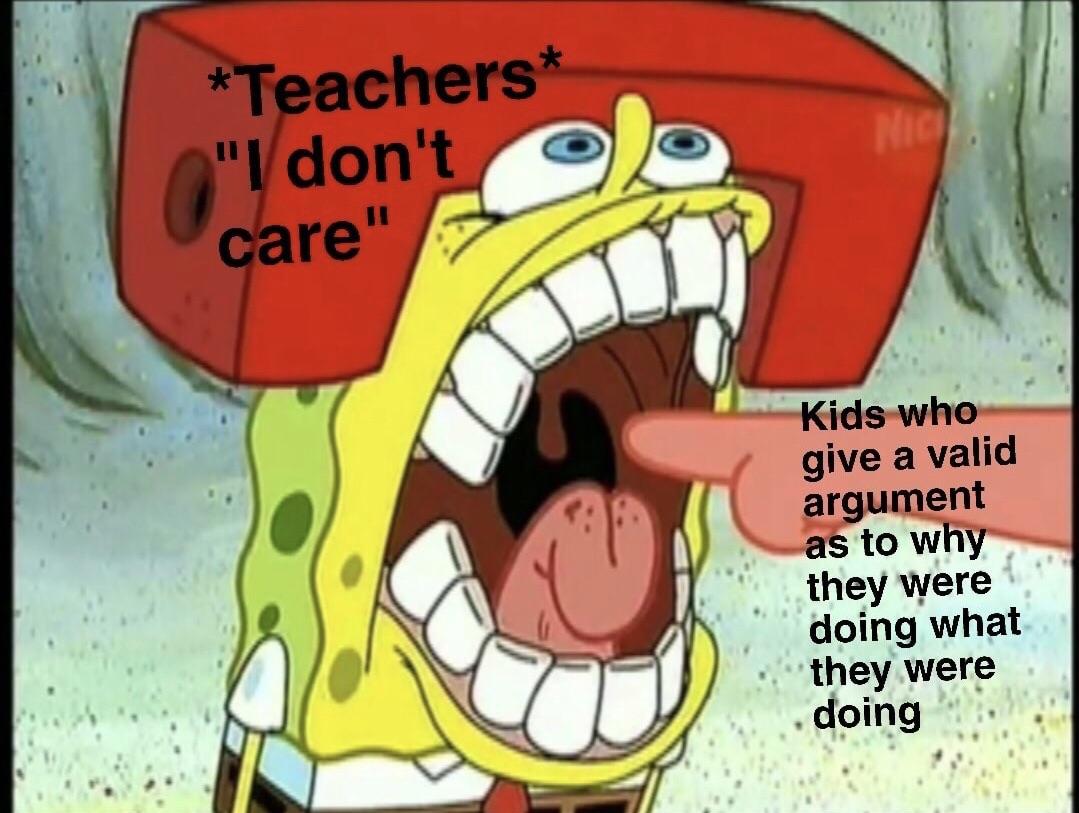 *Teachers*
"I don't
care"
Kids who
give a valid
argument
as to why
they were
doing what
they were
doing